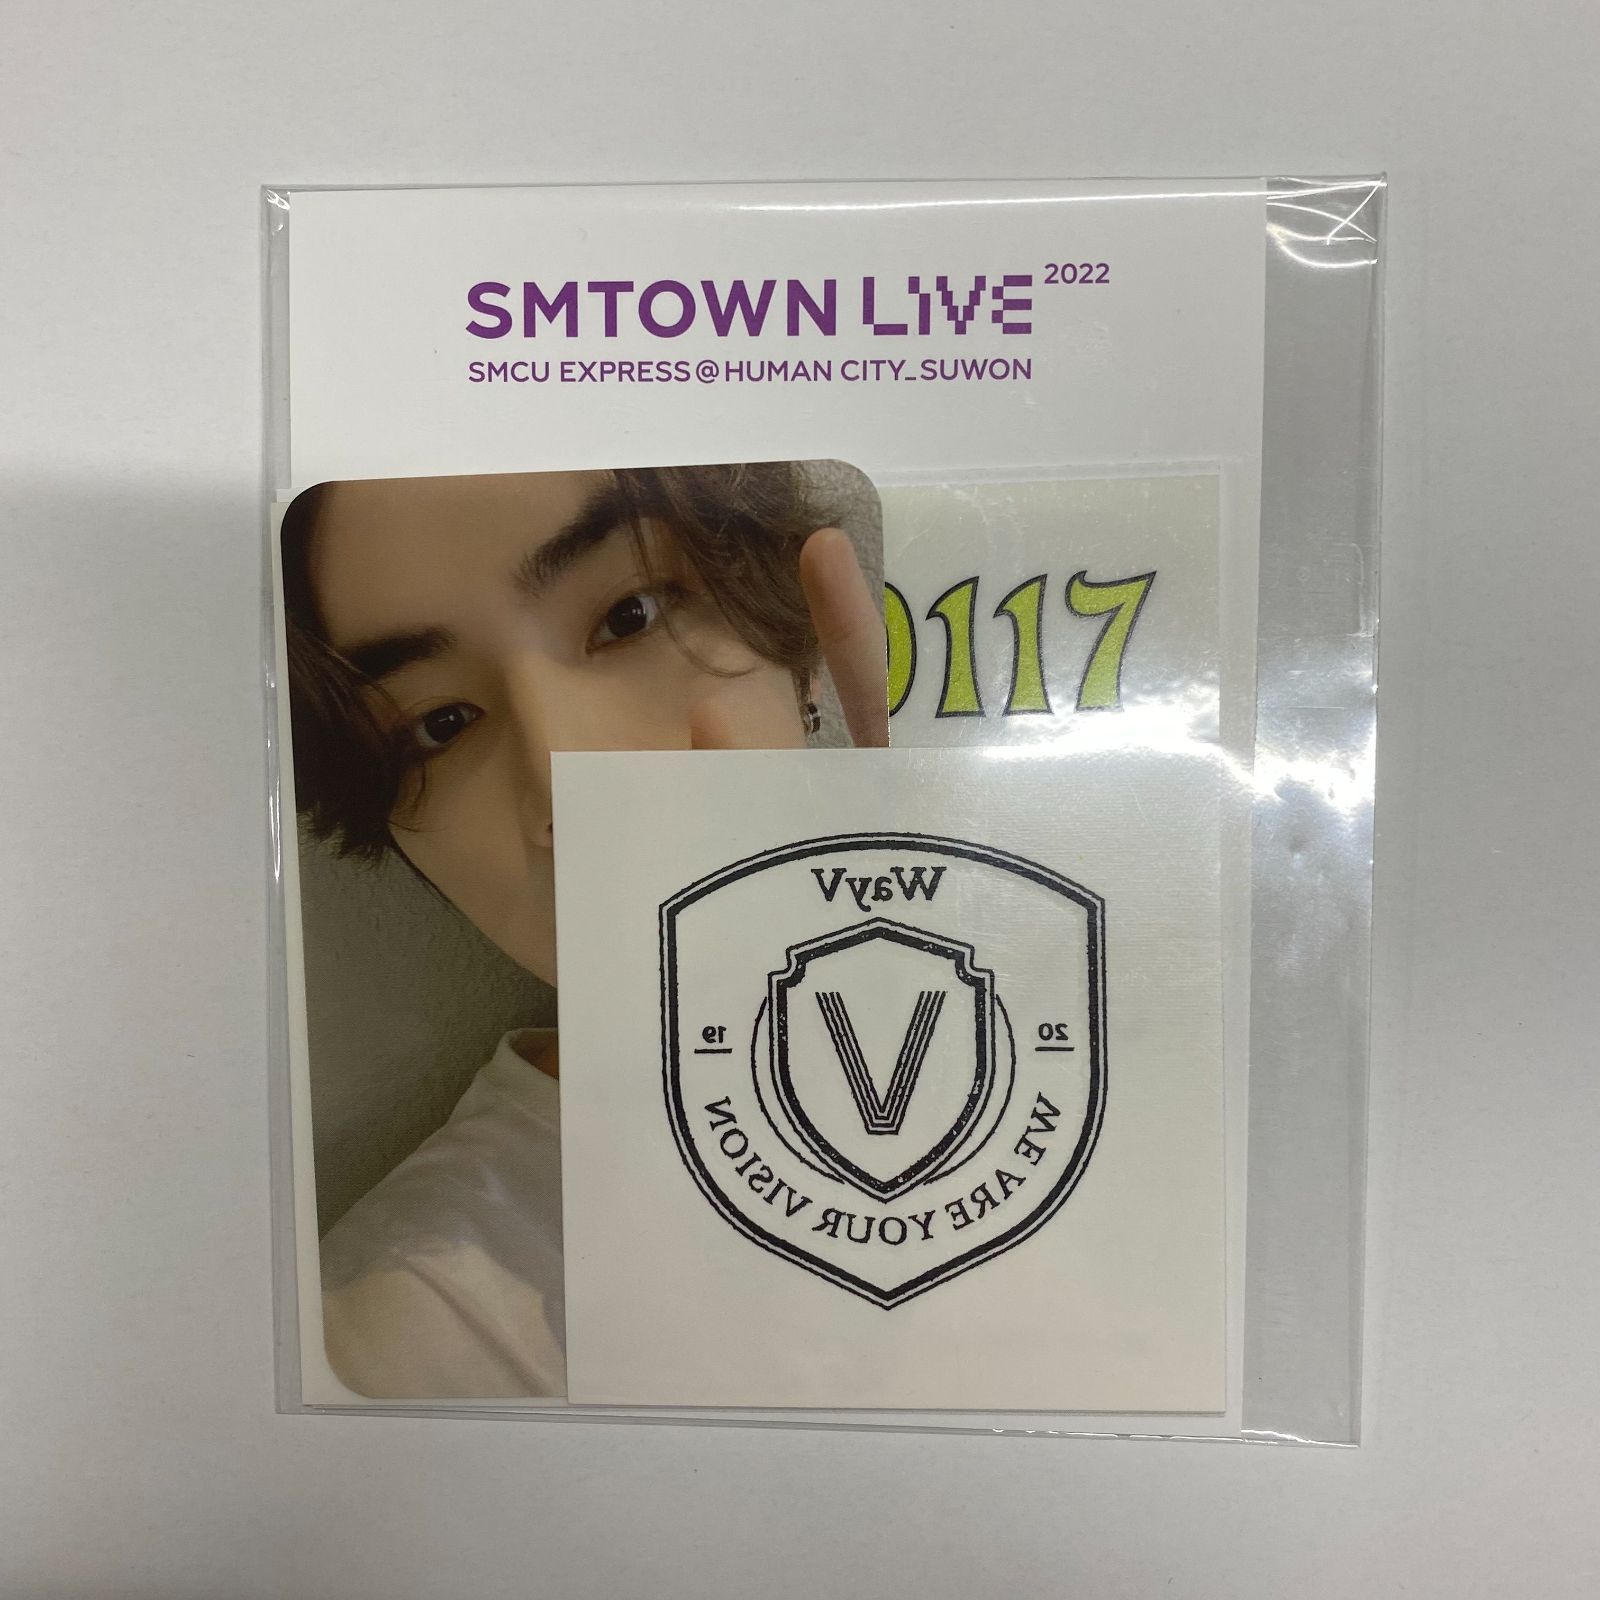 SMTOWN LIVE 2022
SMCU EXPRESS@HUMAN CITY_SUWON
0117
WayV
20 19
V
WE ARE YOUR VISION